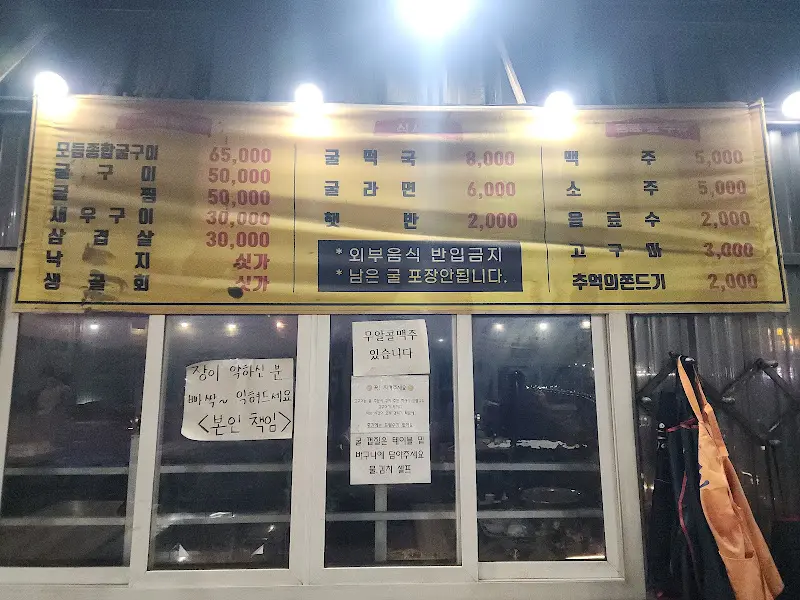 모듬종합굴구이 65,000
굴구이 50,000
굴찜 50,000
새우구이 30,000
삼겹살 30,000
낙지 싯가
생굴회 싯가
굴떡국 8,000
굴라면 6,000
햇반 2,000
* 외부음식 반입금지
* 남은 굴 포장안됩니다.
맥주 5,000
소주 5,000
음료수 2,000
고구마 3,000
추억의쫀드기 2,000
장이 약하신 분
빠싹~ 익혀드세요
<본인 책임>
무알콜맥주
있습니다
굴 껍질은 테이블 밑
바구니에 담아주세요
물.김치 셀프